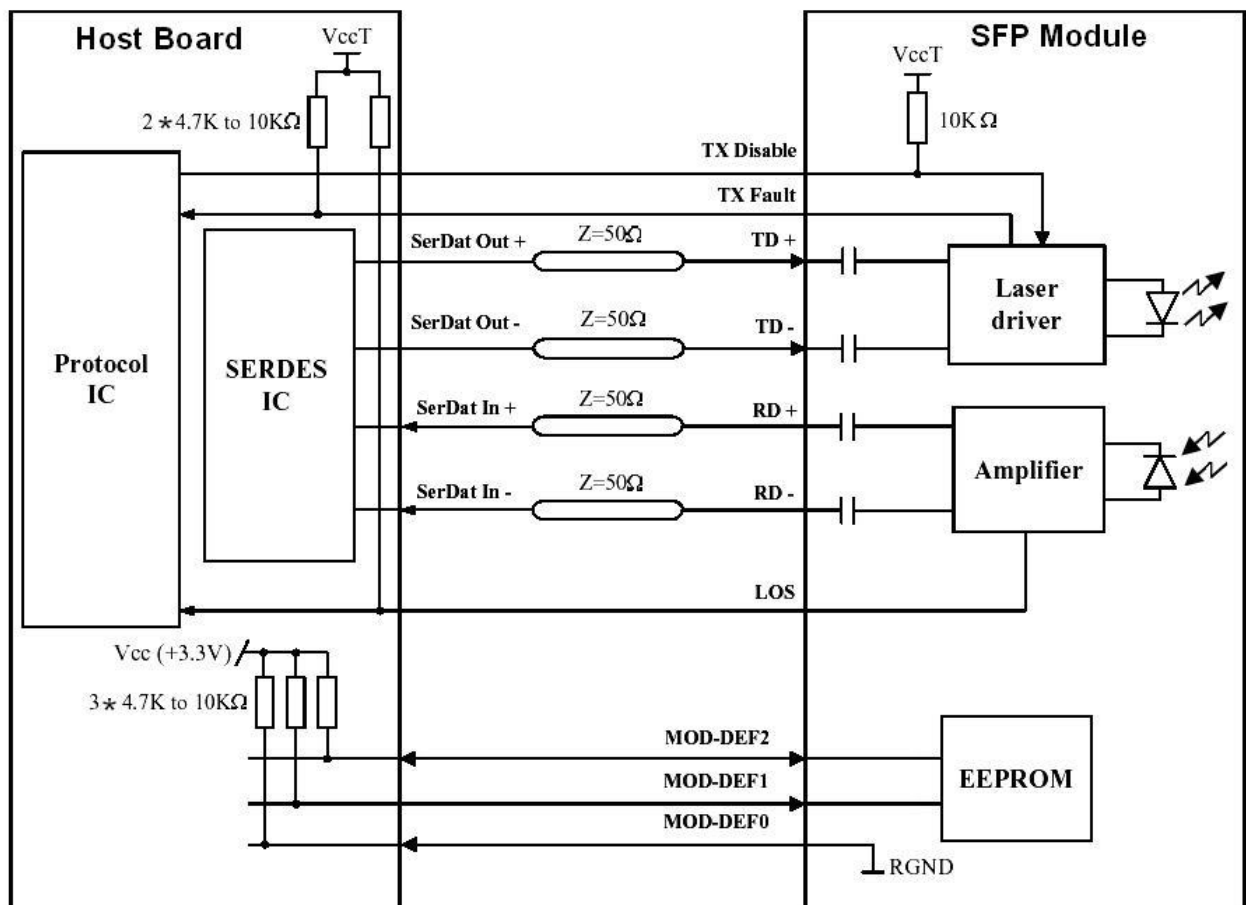 Host Board
SFP Module
VccT
VccT
2*4.7K to 10KΩ
10KΩ
TX Disable
TX Fault
SerDat Out +
Z=50Ω
TD +
Laser
driver
SerDat Out -
Z=50Ω
TD -
Protocol
IC
SERDES
IC
SerDat In +
Z=50Ω
RD +
Amplifier
SerDat In -
Z=50Ω
RD -
LOS
Vcc (+3.3V)
3*4.7K to 10KΩ
MOD-DEF2
MOD-DEF1
EEPROM
MOD-DEF0
RGND